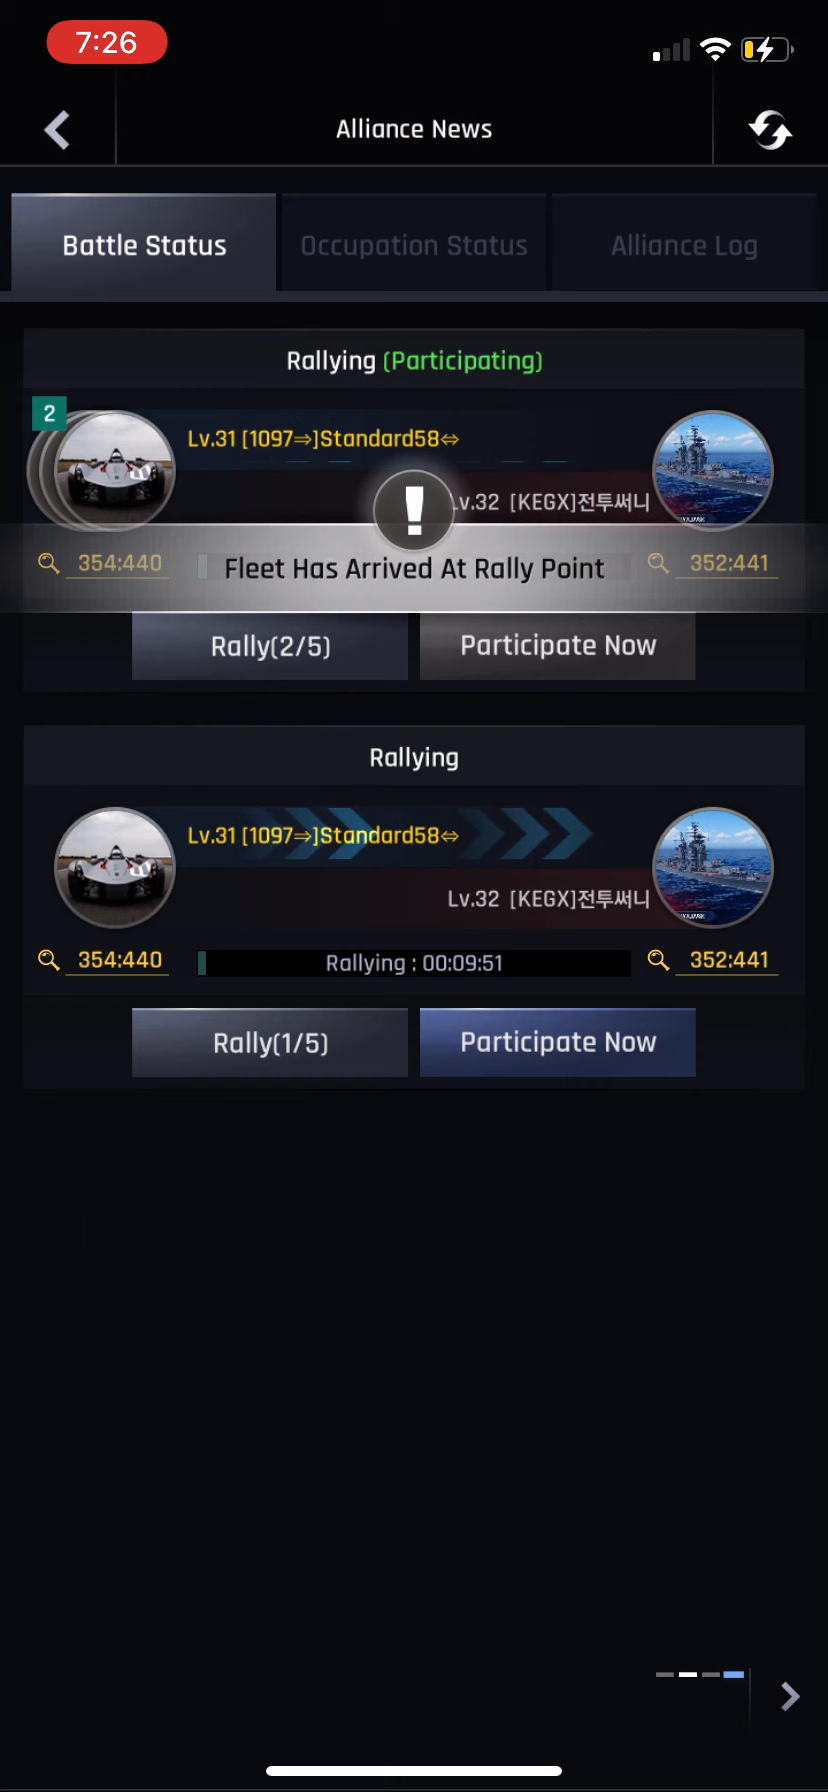 7:26
Alliance News
Battle Status
Occupation Status
Alliance Log
Rallying (Participating)
2
Lv.31 [1097⇒]Standard58⇔
Lv.32 [KEGX]전투써니
354:440
352:441
Fleet Has Arrived At Rally Point
Rally(2/5)
Participate Now
Rallying
Lv.31 [1097⇒]Standard58⇔
Lv.32 [KEGX]전투써니
354:440
Rallying : 00:09:51
352:441
Rally(1/5)
Participate Now